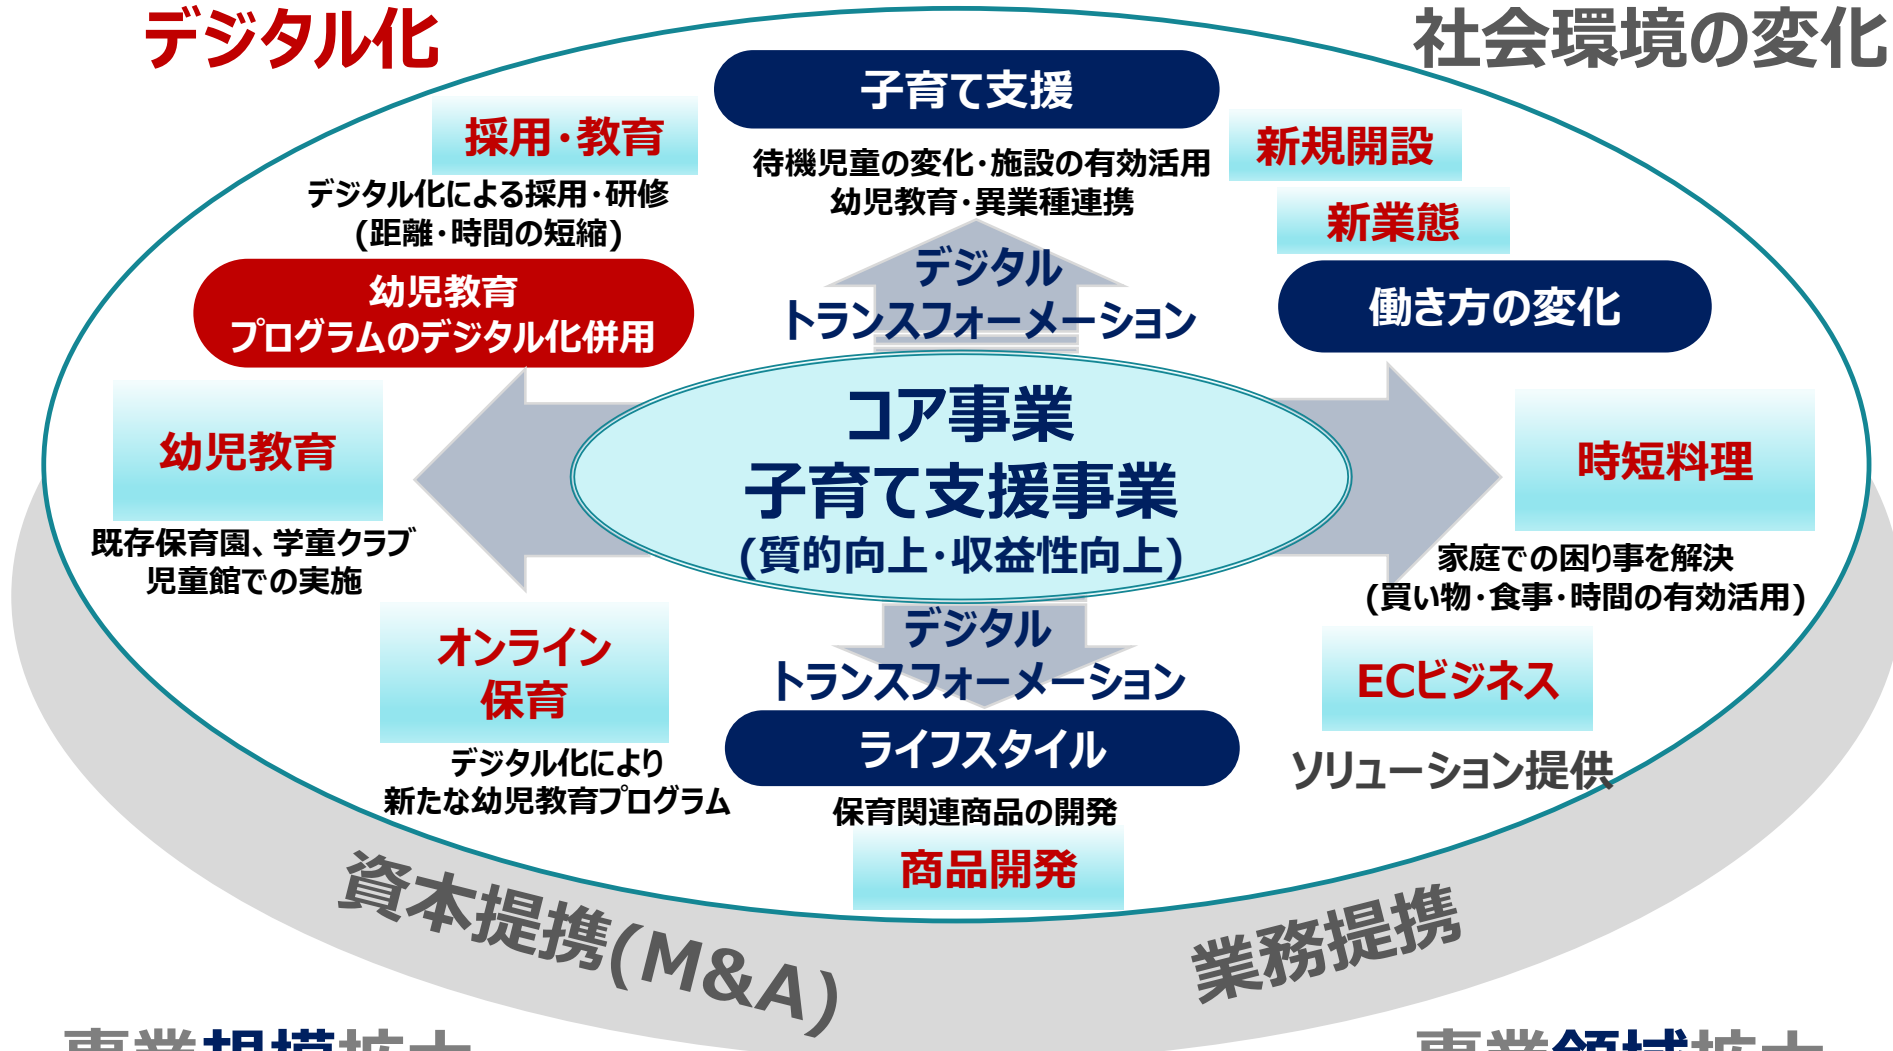 デジタル化
社会環境の変化
子育て支援
待機児童の変化・施設の有効活用
幼児教育・異業種連携
採用・教育
デジタル化による採用・研修
(距離・時間の短縮)
新規開設
新業態
幼児教育
プログラムのデジタル化併用
デジタル
トランスフォーメーション
働き方の変化
幼児教育
既存保育園、学童クラブ
児童館での実施
コア事業
子育て支援事業
(質的向上・収益性向上)
時短料理
家庭での困り事を解決
(買い物・食事・時間の有効活用)
オンライン
保育
デジタル化により
新たな幼児教育プログラム
デジタル
トランスフォーメーション
ライフスタイル
保育関連商品の開発
商品開発
ECビジネス
ソリューション提供
資本提携(M&A)
業務提携
事業規模拡大
事業領域拡大